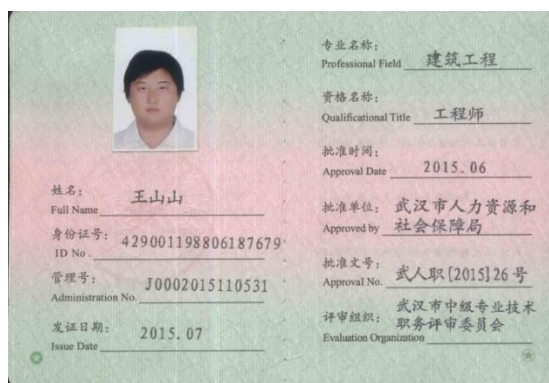 姓名：
Full Name 王山山
身份证号：
ID No. 429001198806187679
管理号：
Administration No. J0002015110531
发证日期：
Issue Date 2015.07
专业名称：
Professional Field 建筑工程
资格名称：
Qualificational Title 工程师
批准时间：
Approval Date 2015.06
批准单位： 武汉市人力资源和
Approved by 社会保障局
批准文号：
Approval No. 武人职[2015]26号
评审组织： 武汉市中级专业技术
职务评审委员会
Evaluation Organization